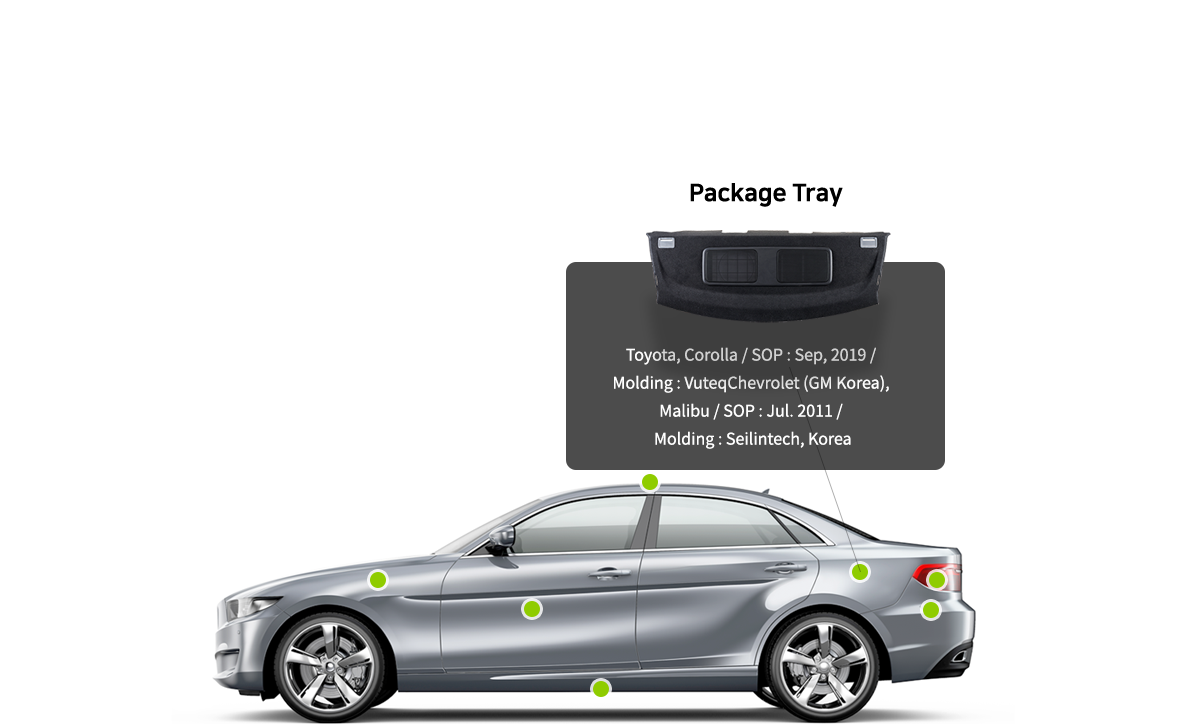 Package Tray
Toyota, Corolla / SOP : Sep, 2019 /
Molding : VuteqChevrolet (GM Korea),
Malibu / SOP : Jul. 2011 /
Molding : Seilintech, Korea